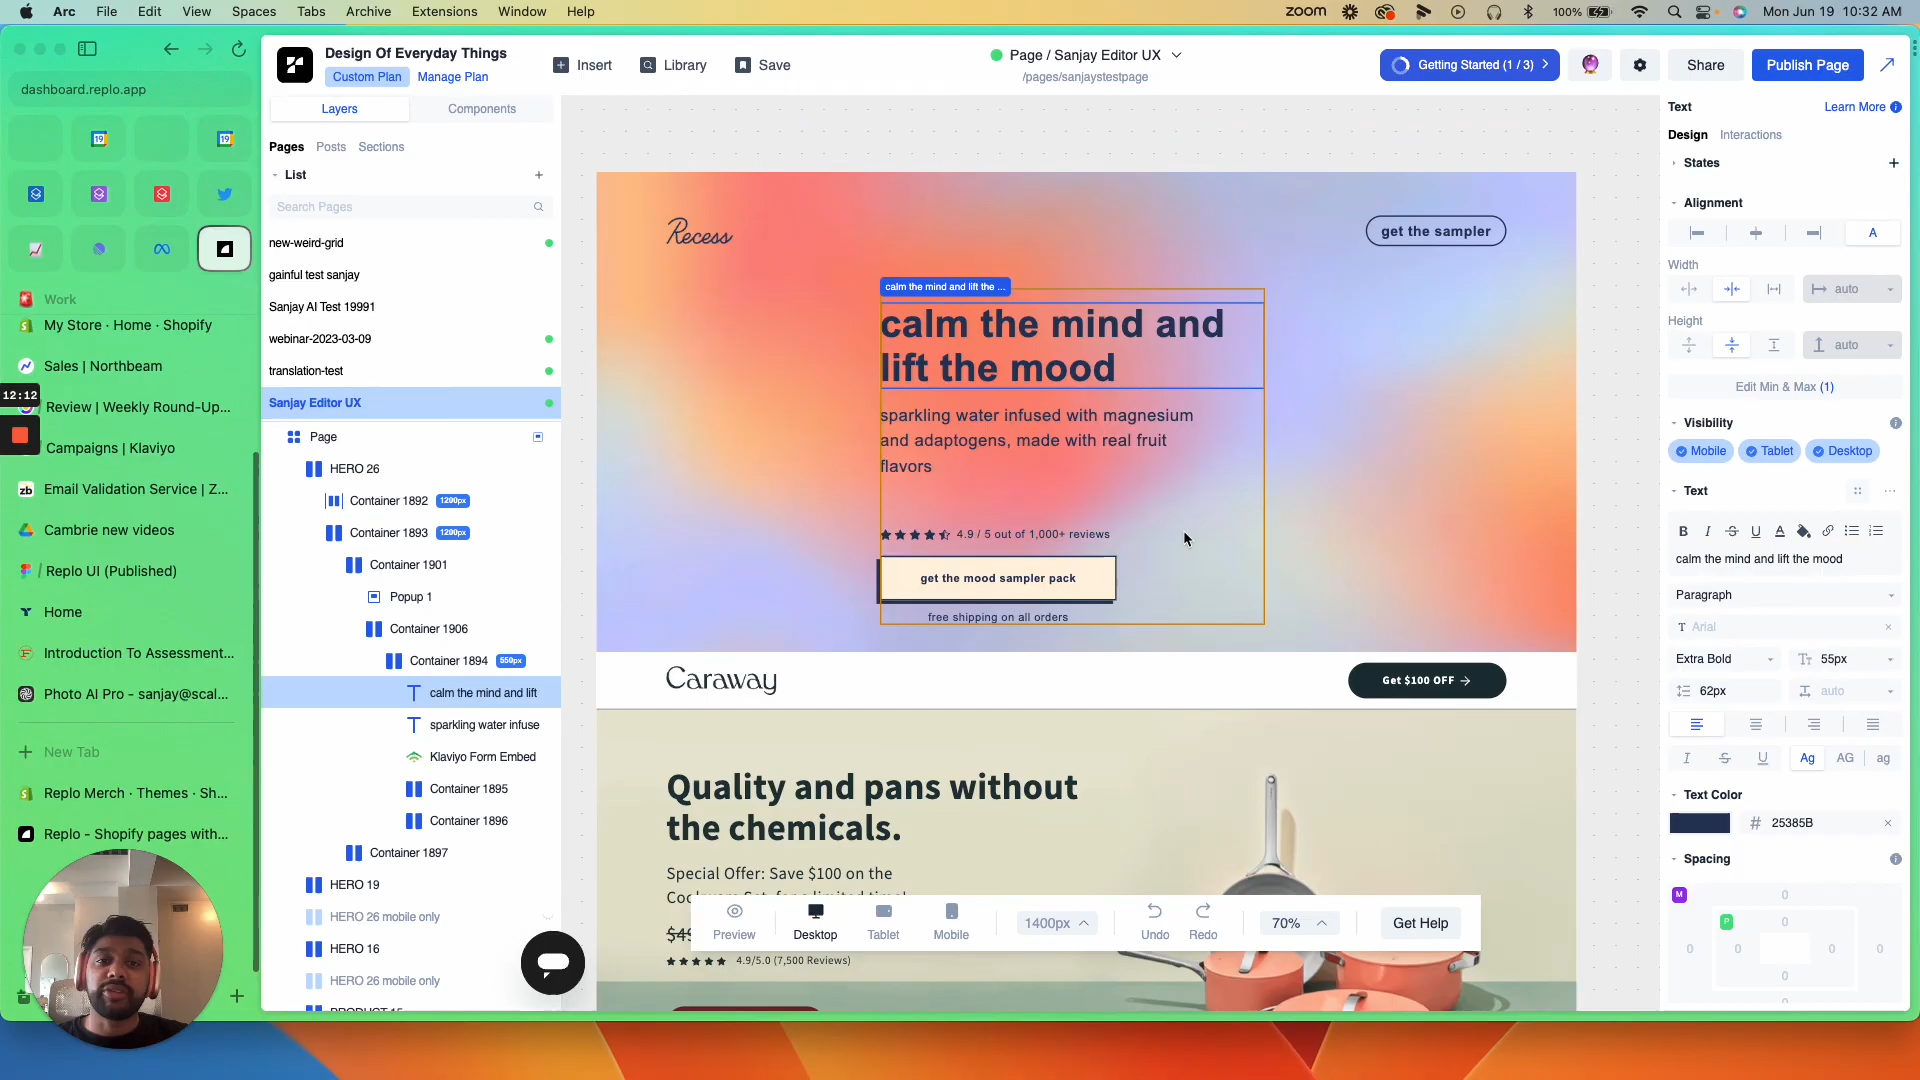 Arc File Edit View Spaces Tabs Archive Extensions Window Help
zoom 100% Mon Jun 19 10:32 AM
dashboard.replo.app
19 19
Work
My Store · Home · Shopify
Sales | Northbeam
12:12
/ Review | Weekly Round-Up...
Campaigns | Klaviyo
zb Email Validation Service | Z...
Cambrie new videos
/ Replo UI (Published)
Home
Introduction To Assessment...
Photo AI Pro - sanjay@scal...
New Tab
Replo Merch · Themes · Sh...
Replo - Shopify pages with...
Design Of Everyday Things
Custom Plan Manage Plan
Insert Library Save
Page / Sanjay Editor UX
/pages/sanjaystestpage
Getting Started (1 / 3)
Share
Publish Page
Layers Components
Pages Posts Sections
List
Search Pages
new-weird-grid
gainful test sanjay
Sanjay AI Test 19991
webinar-2023-03-09
translation-test
Sanjay Editor UX
Page
HERO 26
Container 1892 1200px
Container 1893 1200px
Container 1901
Popup 1
Container 1906
Container 1894 550px
calm the mind and lift
sparkling water infuse
Klaviyo Form Embed
Container 1895
Container 1896
Container 1897
HERO 19
HERO 26 mobile only
HERO 16
HERO 26 mobile only
Recess
get the sampler
calm the mind and lift the ...
calm the mind and
lift the mood
sparkling water infused with magnesium
and adaptogens, made with real fruit
flavors
4.9 / 5 out of 1,000+ reviews
get the mood sampler pack
free shipping on all orders
Caraway
Get $100 OFF →
Quality and pans without
the chemicals.
Special Offer: Save $100 on the
4.9/5.0 (7,500 Reviews)
Preview Desktop Tablet Mobile 1400px Undo Redo 70% Get Help
Text Learn More
Design Interactions
States
Alignment
A
Width
auto
Height
auto
Edit Min & Max (1)
Visibility
Mobile Tablet Desktop
Text
B I S U A
calm the mind and lift the mood
Paragraph
T Arial
Extra Bold 55px
62px auto
I S U Ag AG ag
Text Color
# 25385B
Spacing
M 0
P 0
0 0 0 0
0